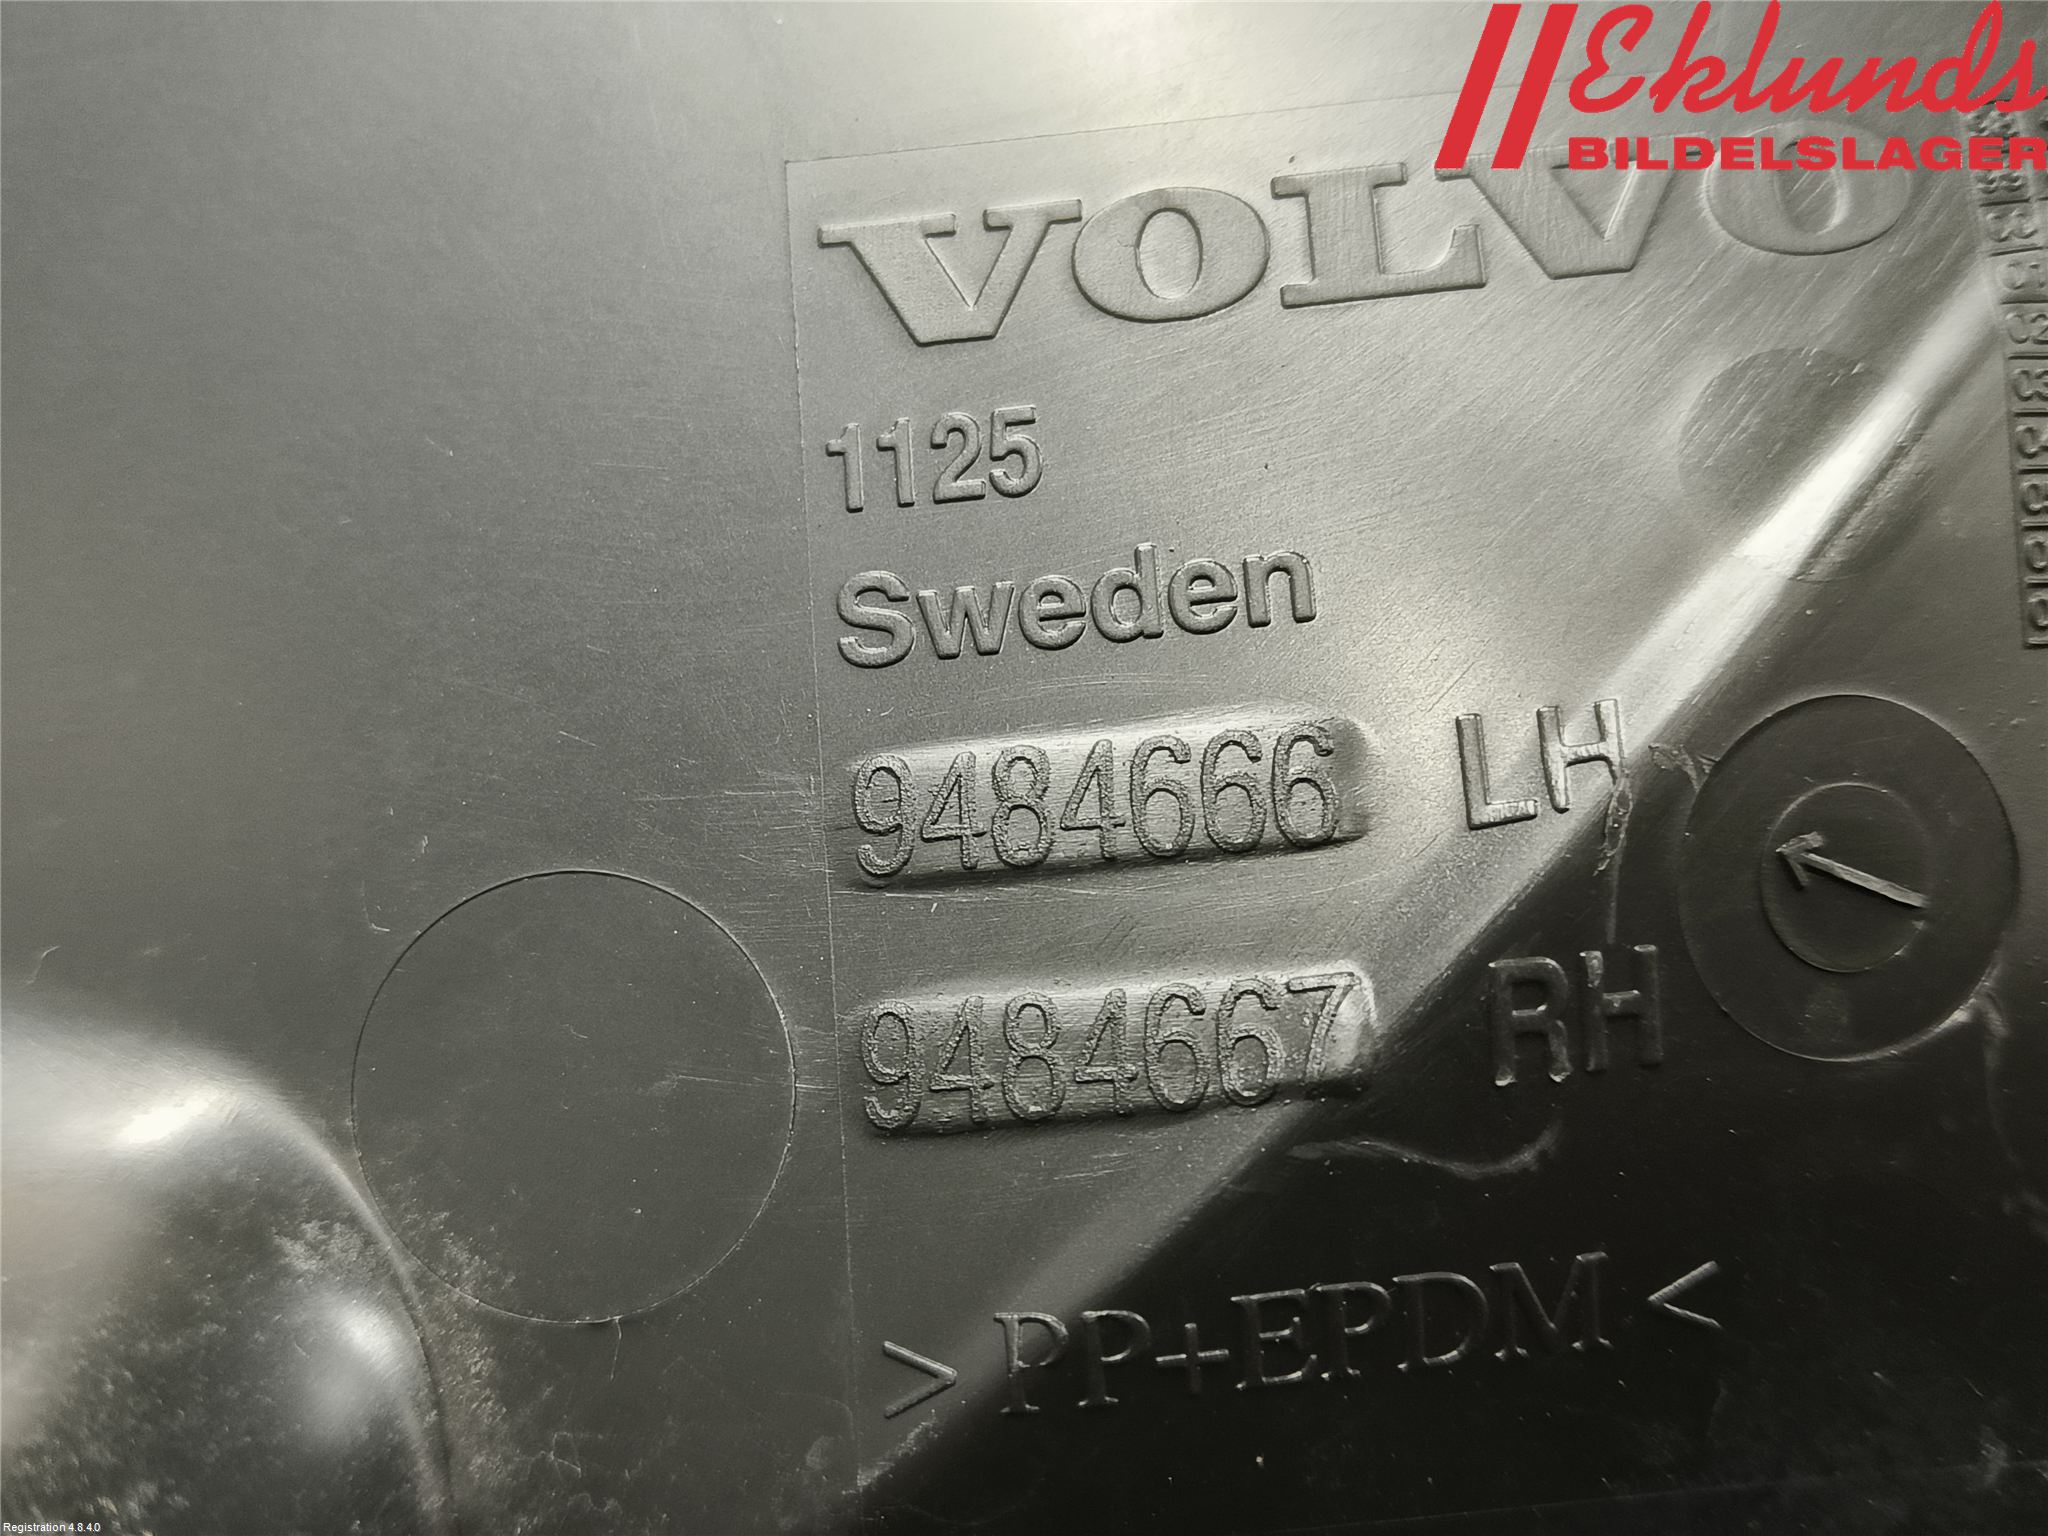 Eklunds
BILDELSLAGER
VOLVO
1125
Sweden
9484666 LH
9484667 RH
>PP+EPDM<
Registration 4.8.4.0